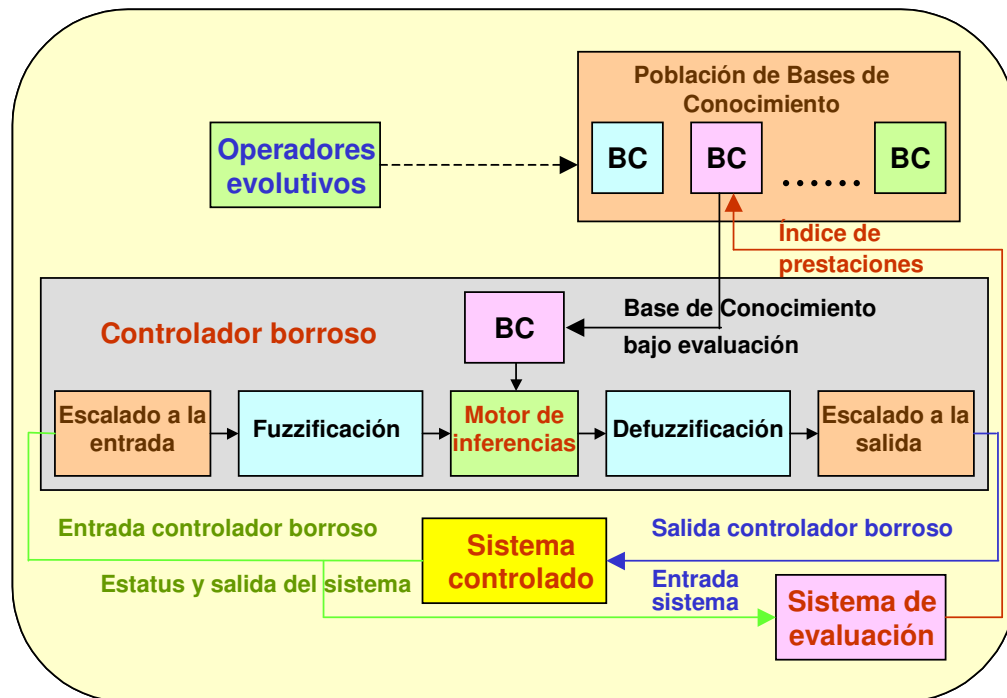 Población de Bases de
Conocimiento
Operadores
evolutivos
BC
BC
......
BC
Índice de
prestaciones
Controlador borroso
BC
Base de Conocimiento
bajo evaluación
Escalado a la
entrada
Fuzzificación
Motor de
inferencias
Defuzzificación
Escalado a la
salida
Entrada controlador borroso
Sistema
controlado
Salida controlador borroso
Estatus y salida del sistema
Entrada
sistema
Sistema de
evaluación